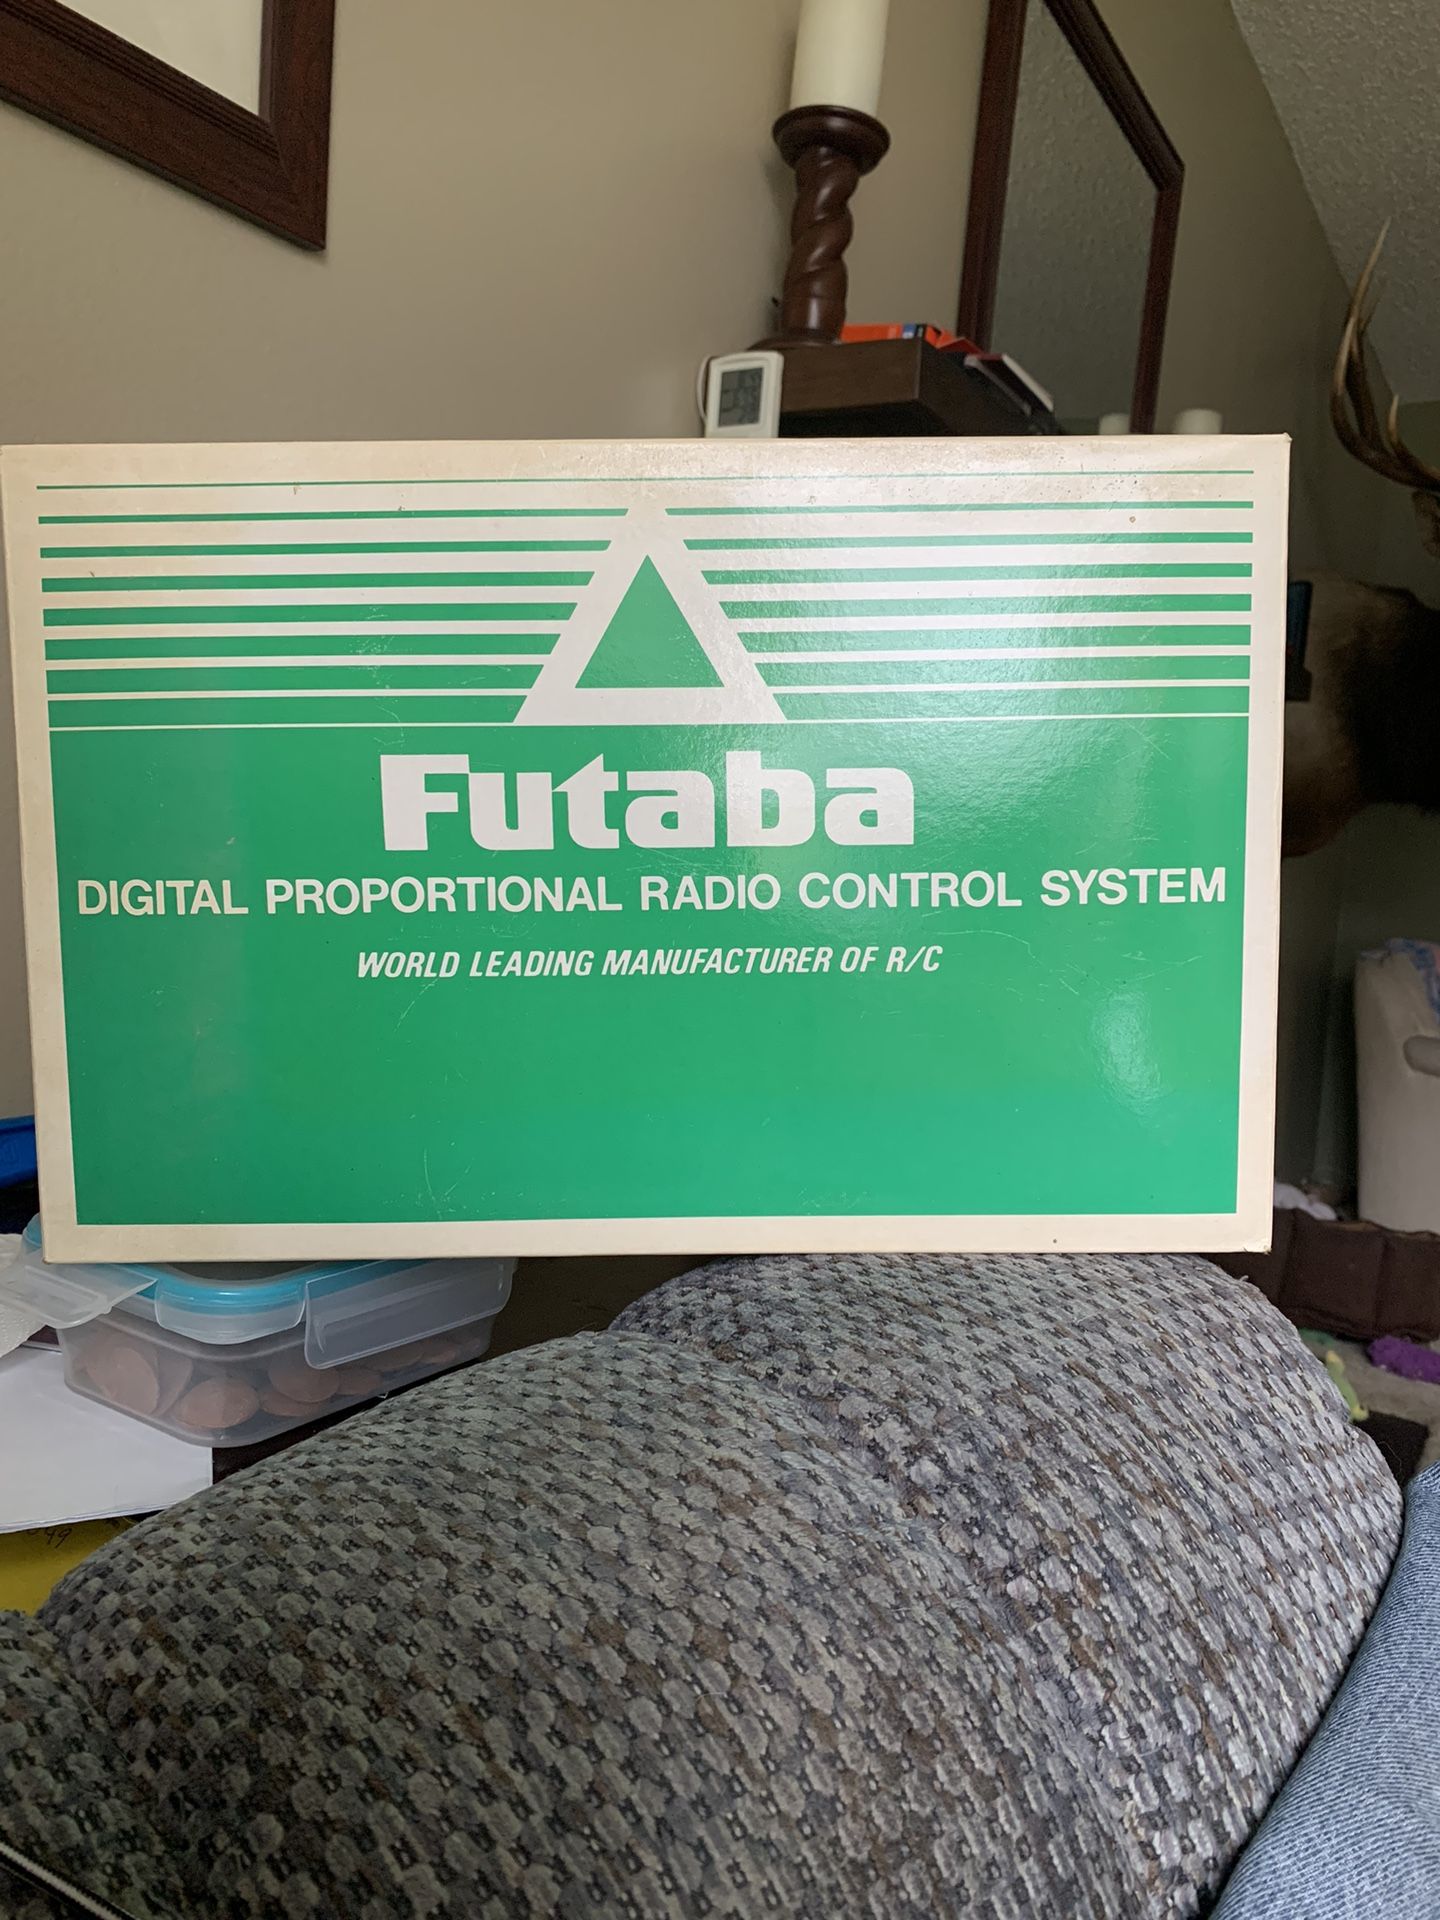 Futaba
DIGITAL PROPORTIONAL RADIO CONTROL SYSTEM
WORLD LEADING MANUFACTURER OF R/C